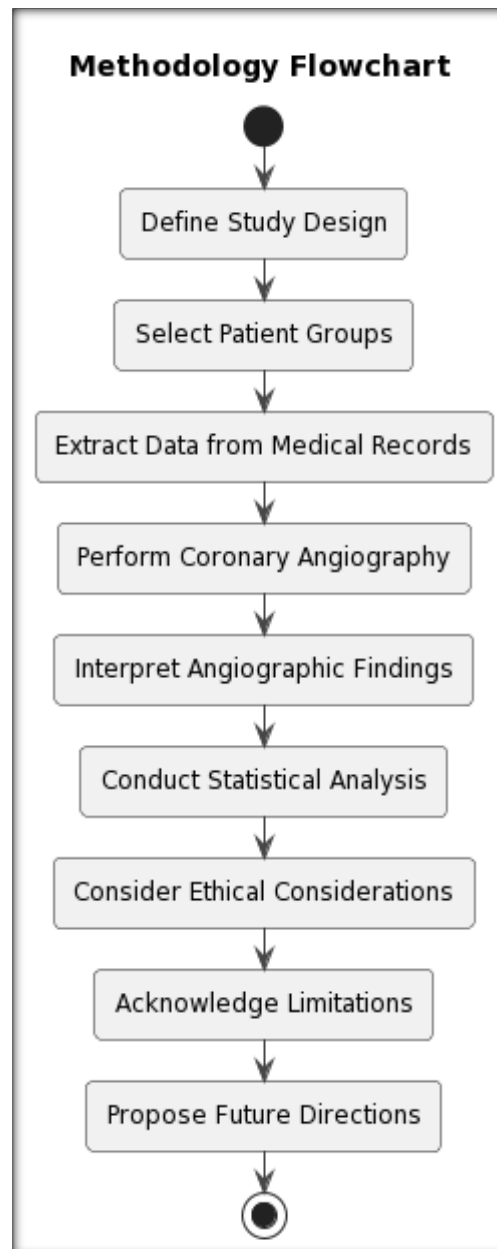 Methodology Flowchart
Define Study Design
Select Patient Groups
Extract Data from Medical Records
Perform Coronary Angiography
Interpret Angiographic Findings
Conduct Statistical Analysis
Consider Ethical Considerations
Acknowledge Limitations
Propose Future Directions